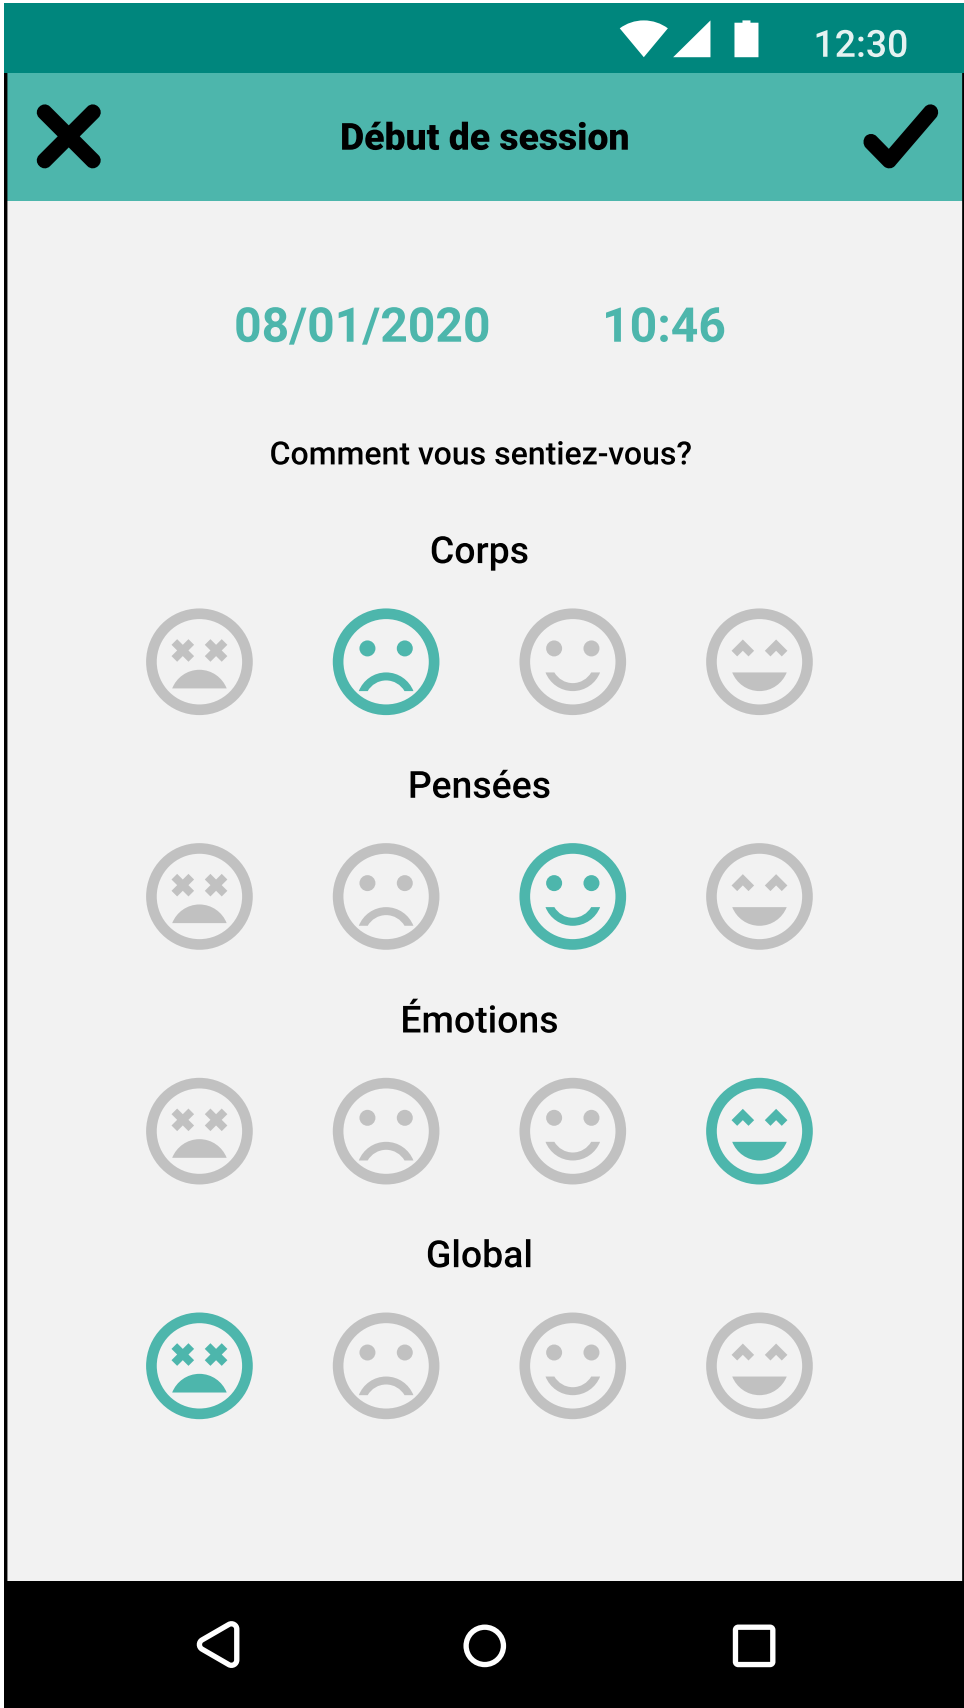 12:30
Début de session
08/01/2020 10:46
Comment vous sentiez-vous?
Corps
Pensées
Émotions
Global